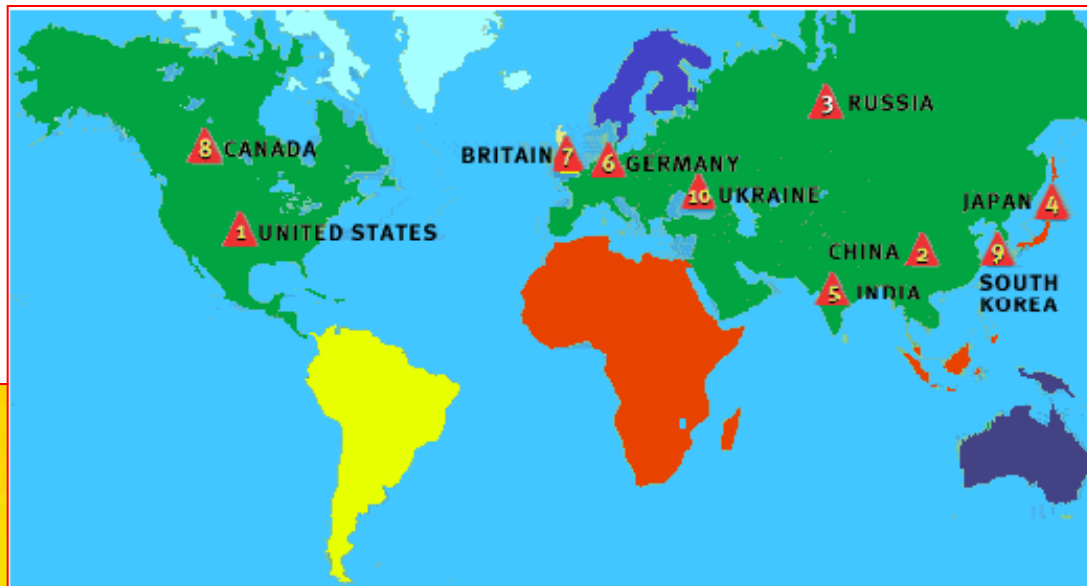 3 RUSSIA
8 CANADA
BRITAIN 7
6 GERMANY
10 UKRAINE
JAPAN 4
1 UNITED STATES
CHINA 2
9
SOUTH
KOREA
5 INDIA